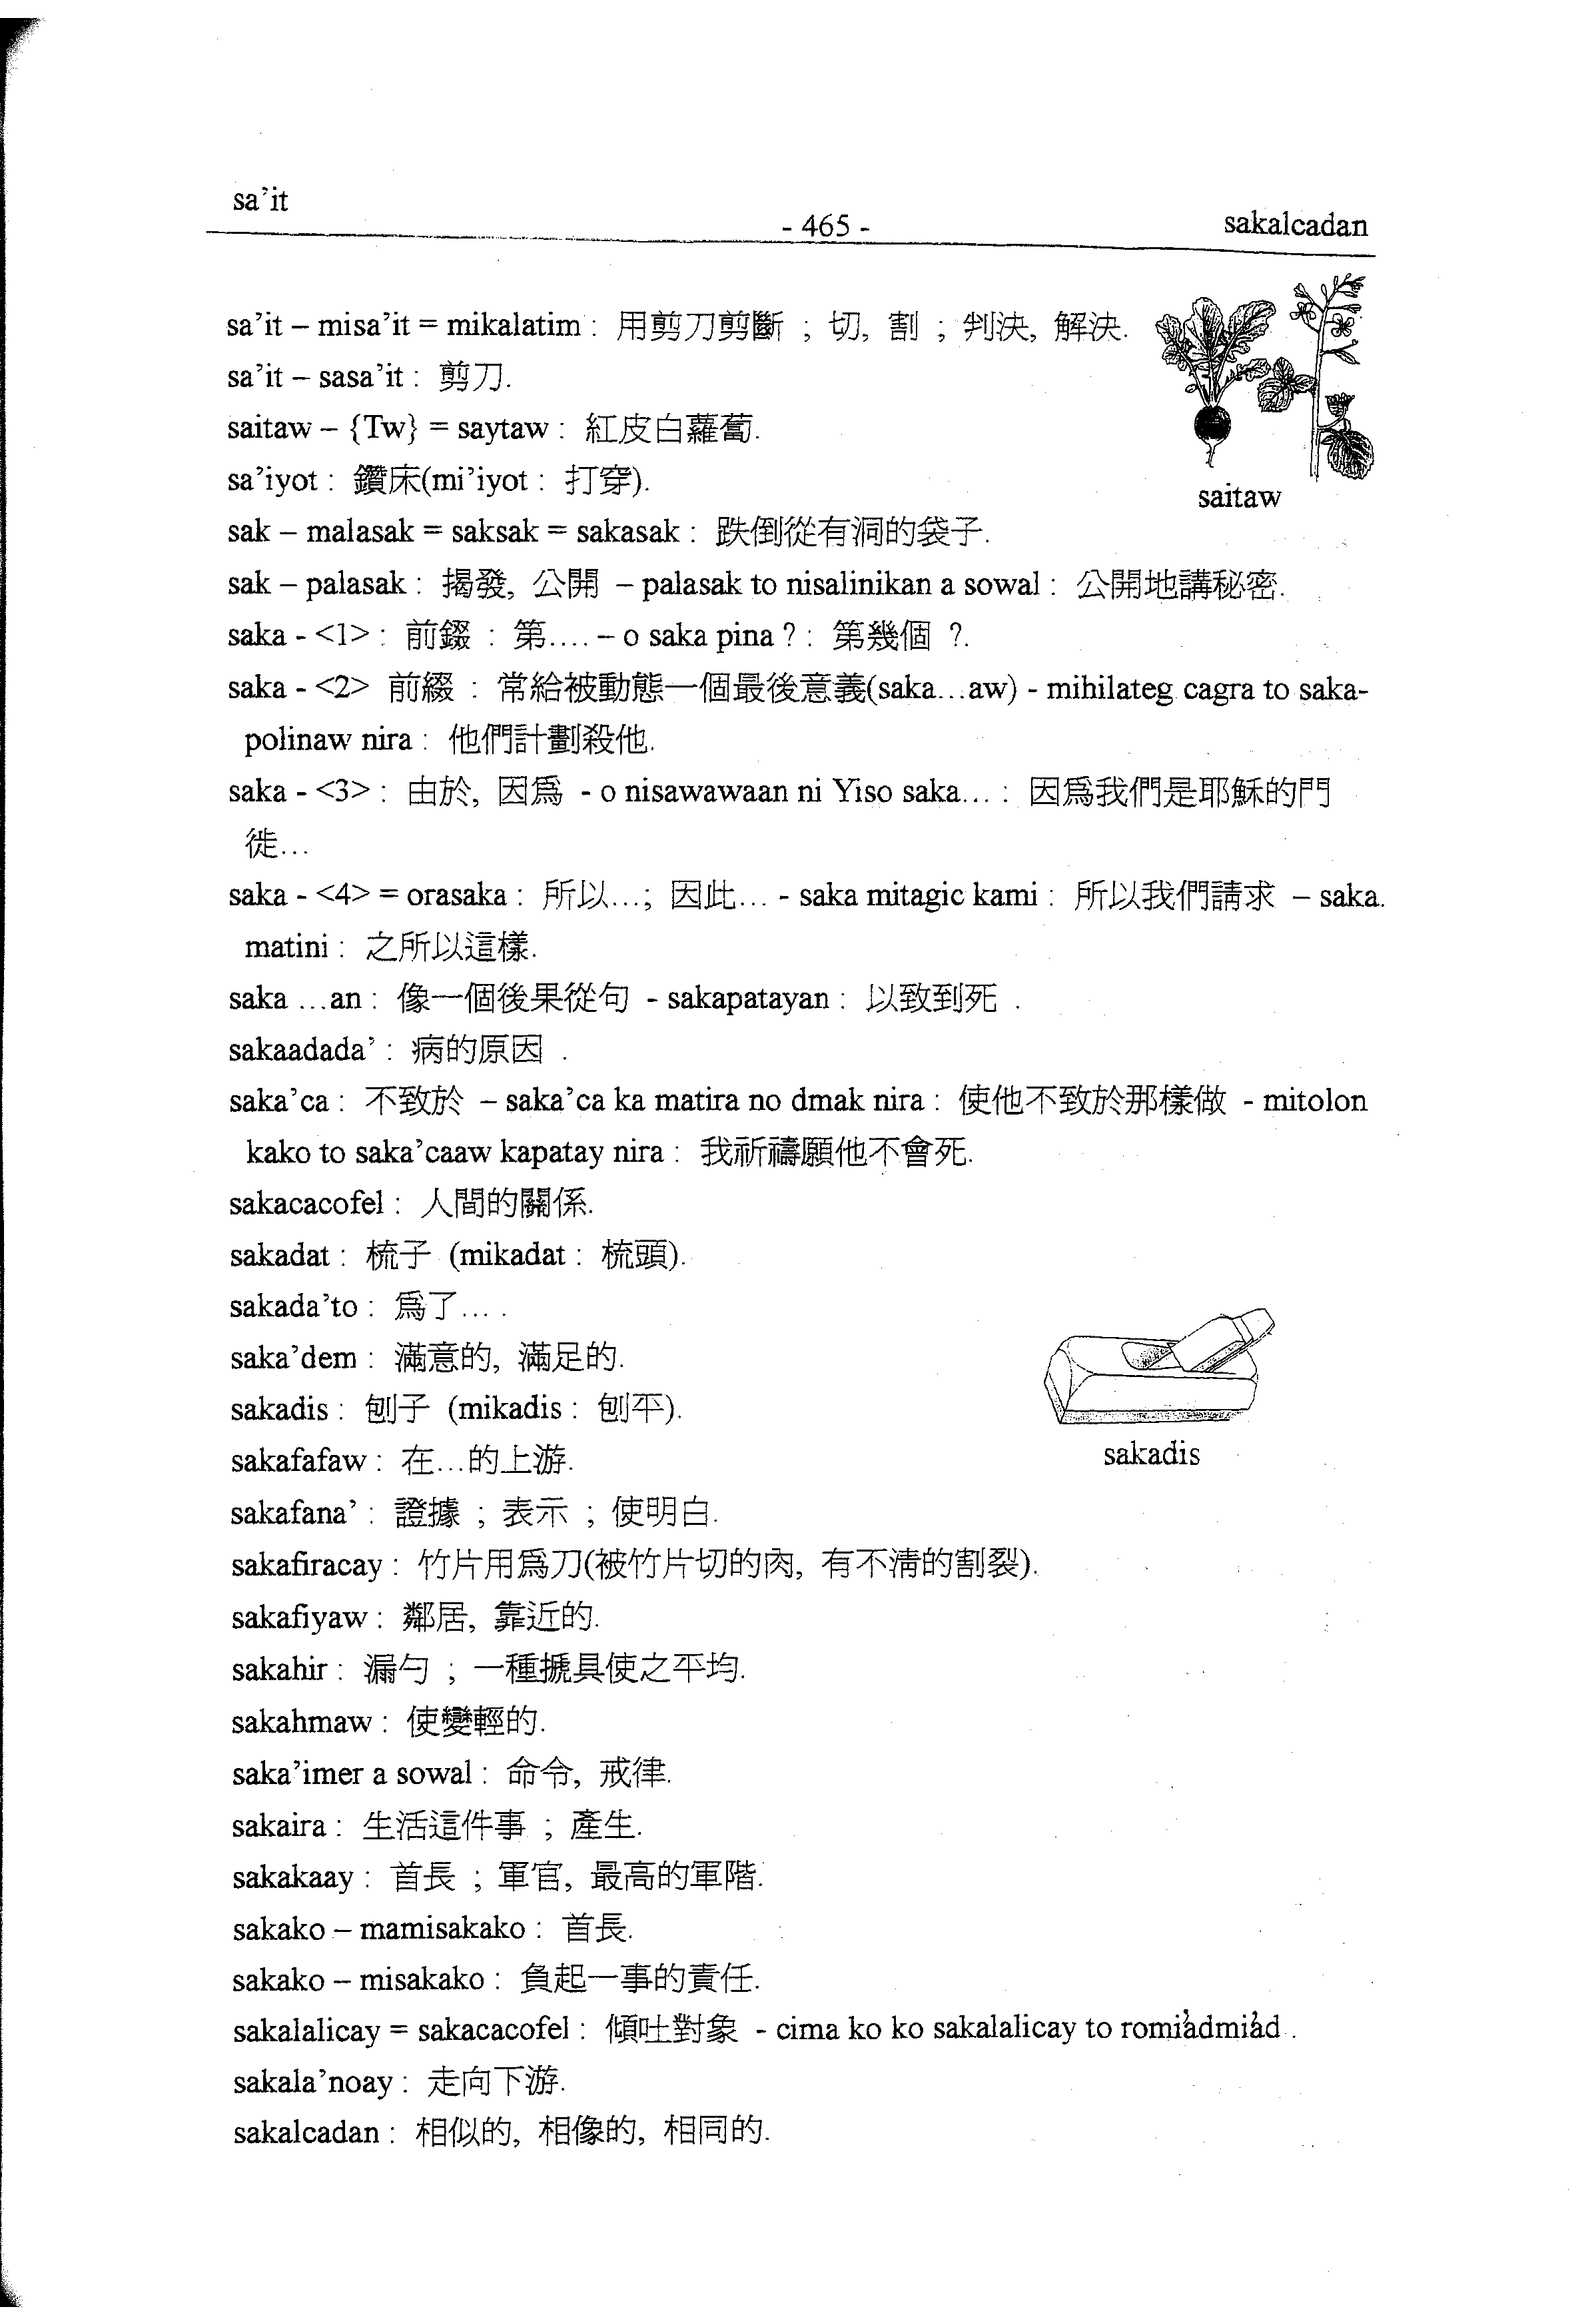 sa’it
- 465 -
sakalcadan
sa’it – misa’it = mikalatim : 用剪刀剪斷 ; 切, 割 ; 判決, 解決.
sa’it – sasa’it : 剪刀.
saitaw – {Tw} = saytaw : 紅皮白蘿蔔.
sa’iyot : 鑽床(mi’iyot : 打穿).
saitaw
sak – malasak = saksak = sakasak : 跌倒從有洞的袋子.
sak – palasak : 揭發, 公開 – palasak to nisalinikan a sowal : 公開地講秘密.
saka - <1> : 前錣 : 第.... – o saka pina ? : 第幾個 ?.
saka - <2> 前綴 : 常給被動態一個最後意義(saka...aw) - mihilateg cagra to saka-
polinaw nira : 他們計劃殺他.
saka - <3> : 由於, 因爲 - o nisawawaan ni Yiso saka... : 因爲我們是耶穌的門
徙...
saka - <4> = orasaka : 所以...; 因此... - saka mitagic kami : 所以我們請求 – saka.
matini : 之所以這樣.
saka ...an : 像一個後果從句 - sakapatayan : 以致到死 .
sakaadada’ : 病的原因 .
saka’ca : 不致於 – saka’ca ka matira no dmak nira : 使他不致於那樣做 - mitolon
kako to saka’caaw kapatay nira : 我祈禱願他不會死.
sakacacofel : 人間的關係.
sakadat : 梳子 (mikadat : 梳頭).
sakada’to : 爲了... .
saka’dem : 滿意的, 滿足的.
sakadis : 刨子 (mikadis : 刨平).
sakadis
sakafafaw : 在...的上游.
sakafana’ : 證據 ; 表示 ; 使明白.
sakafiracay : 竹片用爲刀(被竹片切的肉, 有不清的割裂).
sakafiyaw : 鄰居, 靠近的.
sakahir : 漏勺 ; 一種搋具使之平均.
sakahmaw : 使變輕的.
saka’imer a sowal : 命令, 戒律.
sakaira : 生活這件事 ; 產生.
sakakaay : 首長 ; 軍官, 最高的軍階.
sakako – mamisakako : 首長.
sakako – misakako : 負起一事的責任.
sakalalicay = sakacacofel : 傾吐對象 - cima ko ko sakalalicay to romi’ad’mi’ad .
sakala’noay : 走向下游.
sakalcadan : 相似的, 相像的, 相同的.